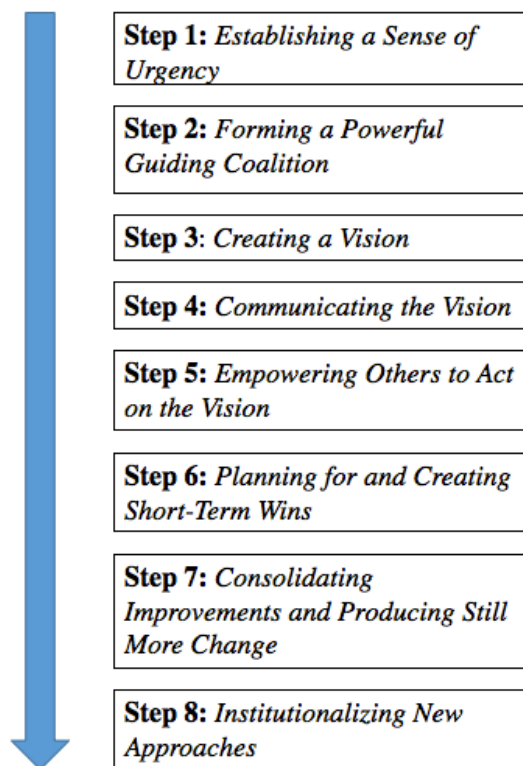 Step 1: Establishing a Sense of
Urgency
Step 2: Forming a Powerful
Guiding Coalition
Step 3: Creating a Vision
Step 4: Communicating the Vision
Step 5: Empowering Others to Act
on the Vision
Step 6: Planning for and Creating
Short-Term Wins
Step 7: Consolidating
Improvements and Producing Still
More Change
Step 8: Institutionalizing New
Approaches